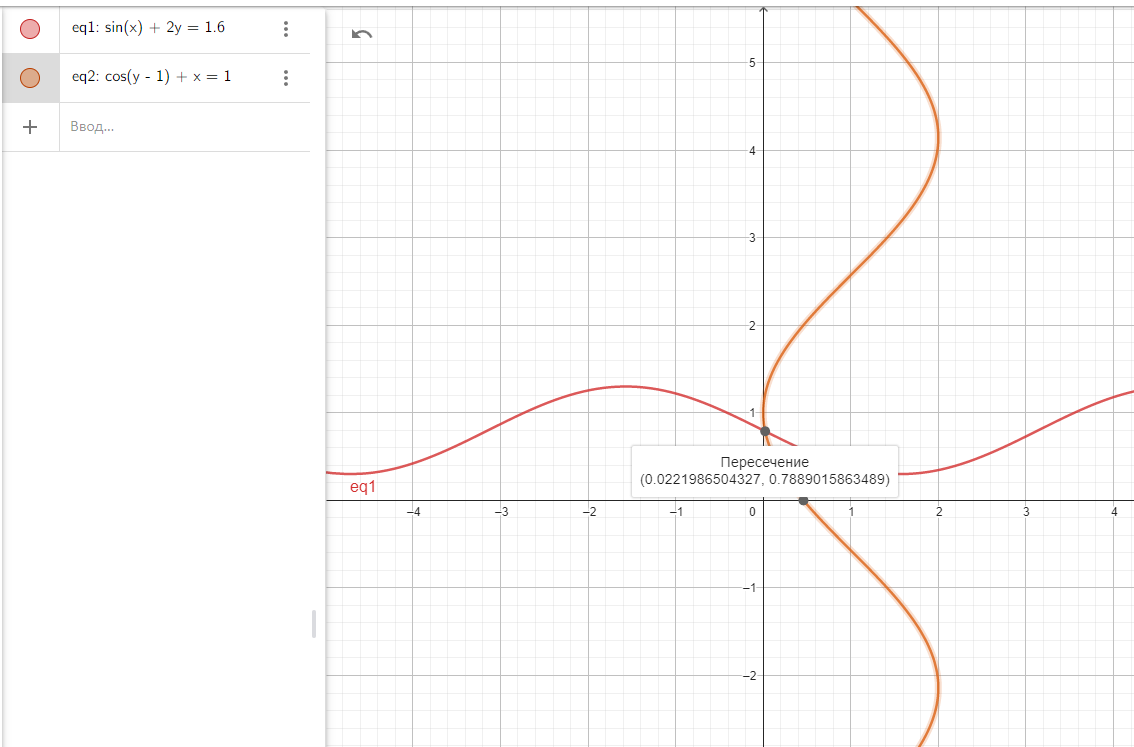 eq1: sin(x) + 2y = 1.6
eq2: cos(y - 1) + x = 1
Ввод...
5
4
3
2
1
eq1
Пересечение
(0.0221986504327, 0.7889015863489)
−4 −3 −2 −1 0 1 2 3 4
−1
−2